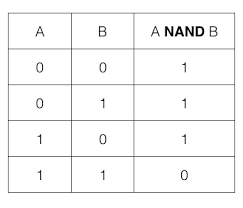 A B A NAND B
0 0 1
0 1 1
1 0 1
1 1 0